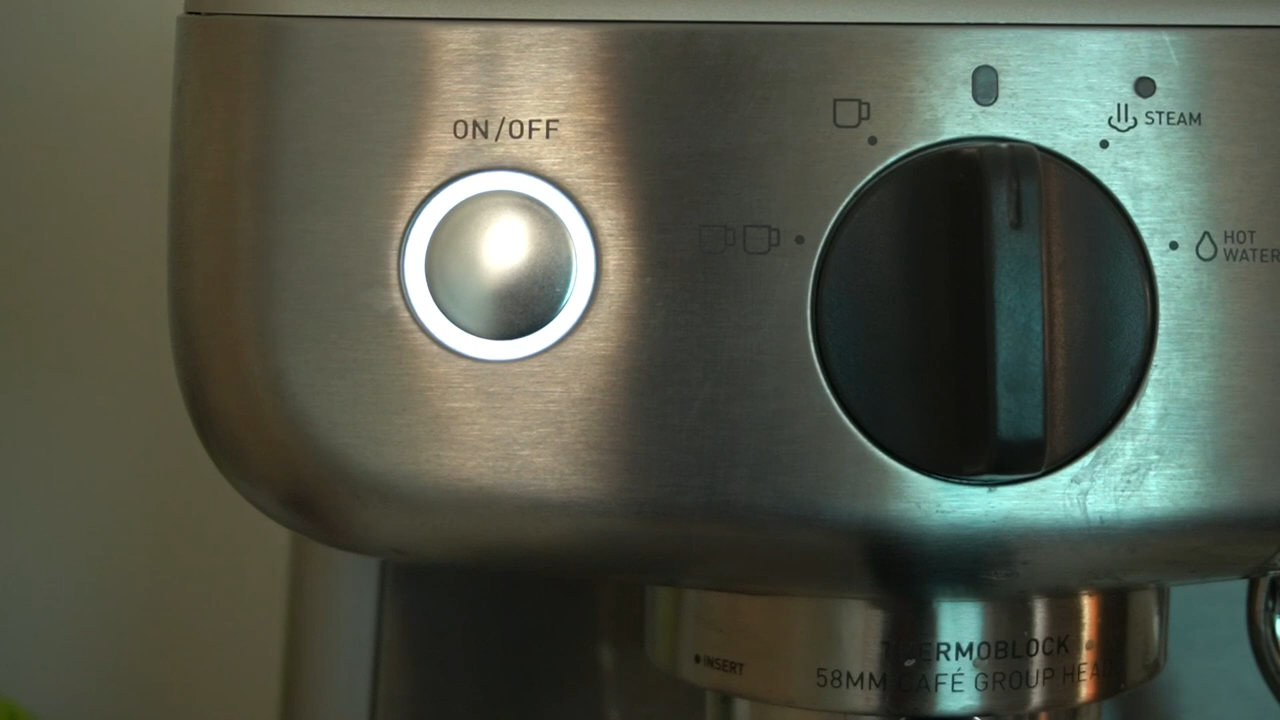 ON/OFF
STEAM
HOT
WATER
INSERT
THERMOBLOCK
58MM CAFÉ GROUP HEAD